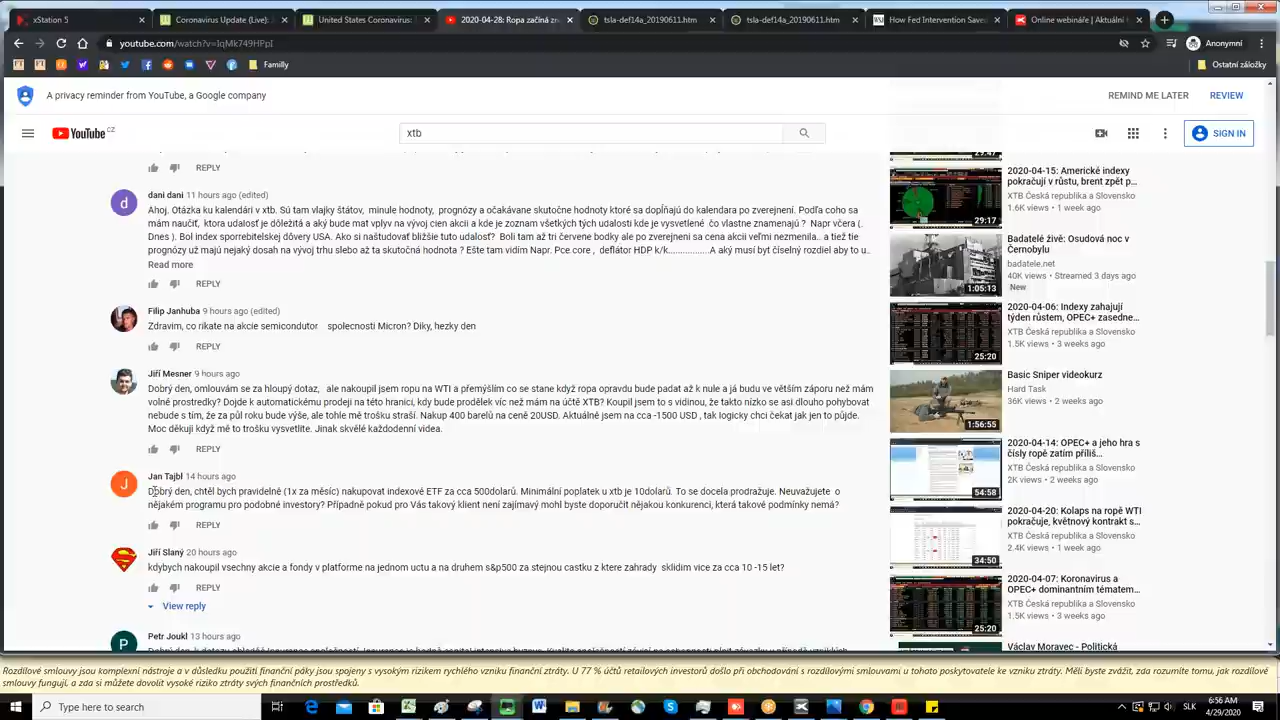 xStation 5
Coronavirus Update (Live):
United States Coronavirus:
2020-04-28: Ropa začíná zn
tsla-def14a_20190611.htm
tsla-def14a_20190611.htm
How Fed Intervention Save
Online webináře | Aktuální
youtube.com/watch?v=IqMk749HPpI
Anonymní
Familly
Ostatní záložky
A privacy reminder from YouTube, a Google company
REMIND ME LATER
REVIEW
YouTube CZ
xtb
SIGN IN
REPLY
dani dani 11 hours ago (edited)
Ahoj. Otázka ku kalendári v xtb. Sú tam vlajky štátov, minule hodnoty, prognózy a očakávane skutočne hodnoty ktoré sa dopĺňajú do kalendara po zverejneni. Podľa coho sa
mám naučiť, ktora udalosť je dôležitá a aký bude mat vplyv na vývoj cien akcii a kde je zoznam všetkých tých udalosti kde je vysvetlené .čo vlastne znamenajú ? Napr včera (.
Dnes ). Bol index sporrebitelskej dôvery USA. Ako si naštudovať bližšie tuto udalosť? Boli tam až tri červene bodky ale po zverejneni sa cena akcii veľmi nezmenila.. a tiež tie
prognózy už majú nejaký dosah na vývoj trhu slebo až ta skutočná hodnota ? Ešte tam vidím Napr. Pce core , deflátor HDP k/k.................A aký musí byt číselný rozdiel aby to u..
Read more
REPLY
Filip Janhuba 9 hours ago (edited)
Zdravim, co rikate na akcie semicondutor spolecnosti Micron? Diky, hezky den
REPLY
Jiří Mesner 9 hours ago
Dobrý den, omlouvám se za hloupý dotaz, ale nakoupil jsem ropu na WTI a přemýšlím co se stane když ropa opravdu bude padat až k nule a já budu ve větším záporu než mám
volné prostředky? Dojde k automatickému prodeji na této hranici, kdy bude prodělek víc než mám na účtě XTB? Koupil jsem to s vidinou, že takto nízko se asi dlouho pohybovat
nebude s tím, že za půl roku bude výše, ale tohle mě trošku straší. Nakup 400 barelů na ceně 20USD. Aktuálně jsem na cca -1500 USD , tak logicky chci čekat jak jen to půjde.
Moc děkuji když mě to trošku vysvetlite. Jinak skvělé každodenní videa.
REPLY
Jan Tajbl 14 hours ago
Dobrý den, chtěl bych pravidelně (1x za měsíc) nakupovat indexové ETF za cca 500dolarů. Minimální poplatek u xtb je 10dolarů. To se docela prodražuje. Neuvažujete o
nějakém programu pro podobné investory? Případně pokud pro Vás takový klient není zajímavý mohl byste doporučit nějakou konkurenci, která takové podmínky nemá?
REPLY
Jiří Slaný 20 hours ago
kdybych nakoupil vsechny akcie a fondy v platforme na jednom uctu a na druhem s&p500 za stejnou castku z ktere zahrady sklidim vice za cca 10 -15 let?
REPLY
View reply
Petr Joukl 13 hours ago
29:47
2020-04-15: Americké indexy
pokračují v růstu, brent zpět p...
XTB Česká republika a Slovensko
1.6K views • 1 week ago
29:17
Badatelé živě: Osudová noc v
Černobylu
badatele.net
40K views • Streamed 3 days ago
New
1:05:13
2020-04-06: Indexy zahajují
týden růstem, OPEC+ zasedne...
XTB Česká republika a Slovensko
1.5K views • 3 weeks ago
25:20
Basic Sniper videokurz
Hard Task
36K views • 2 weeks ago
1:56:55
2020-04-14: OPEC+ a jeho hra s
čísly ropě zatím příliš...
XTB Česká republika a Slovensko
2K views • 2 weeks ago
54:58
2020-04-20: Kolaps na ropě WTI
pokračuje, květnový kontrakt s...
XTB Česká republika a Slovensko
2.4K views • 1 week ago
34:50
2020-04-07: Koronavirus a
OPEC+ dominantním tématem...
XTB Česká republika a Slovensko
1.5K views • 3 weeks ago
25:20
Václav Moravec - Politická
Rozdílové smlouvy jsou komplexní nástroje a v důsledku použití finanční páky jsou spojeny s vysokým rizikem rychlého vzniku finanční ztráty. U 77 % účtů retailových investorů došlo při obchodování s rozdílovými smlouvami u tohoto poskytovatele ke vzniku ztráty. Měli byste zvážit, zda rozumíte tomu, jak rozdílové
smlouvy fungují, a zda si můžete dovolit vysoké riziko ztráty svých finančních prostředků.
Type here to search
SLK
6:56 AM
4/29/2020